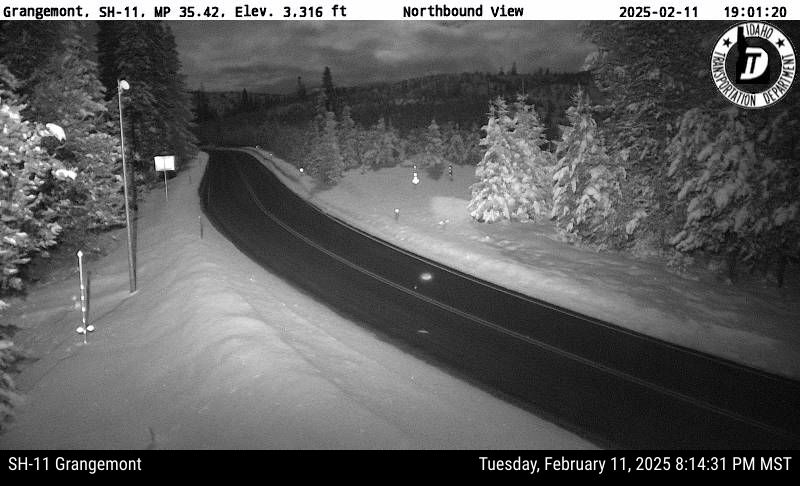 Grangemont, SH-11, MP 35.42, Elev. 3,316 ft Northbound View 2025-02-11 19:01:20
IDAHO
TRANSPORTATION DEPARTMENT
SH-11 Grangemont Tuesday, February 11, 2025 8:14:31 PM MST